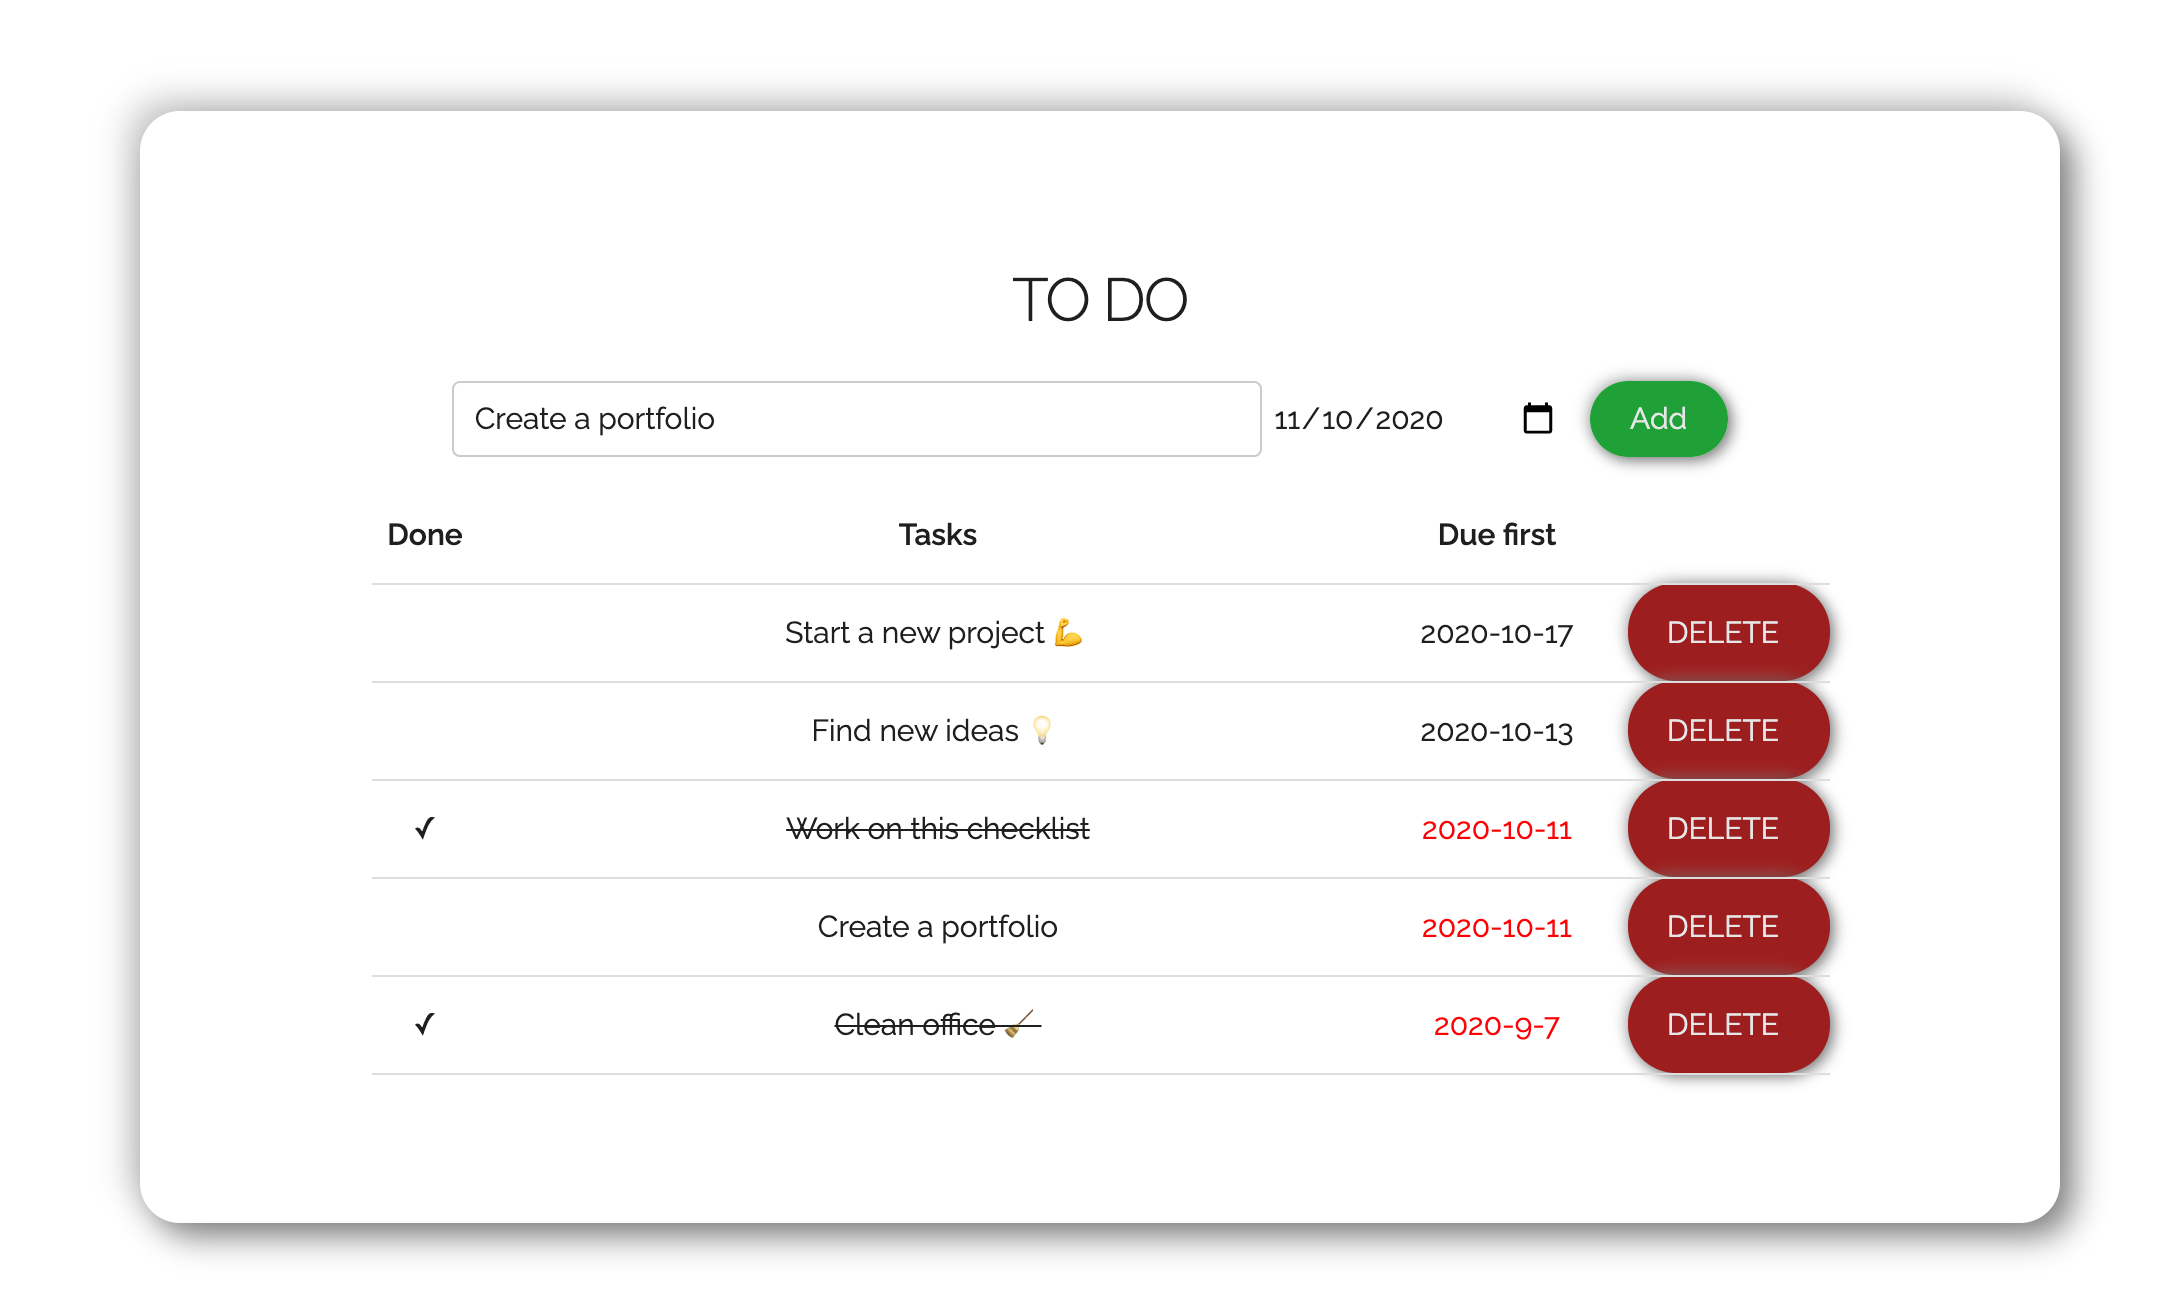 TO DO
Create a portfolio 11/10/2020 Add
Done Tasks Due first
Start a new project 💪 2020-10-17 DELETE
Find new ideas 💡 2020-10-13 DELETE
✓ Work on this checklist 2020-10-11 DELETE
Create a portfolio 2020-10-11 DELETE
✓ Clean office 🧹 2020-9-7 DELETE